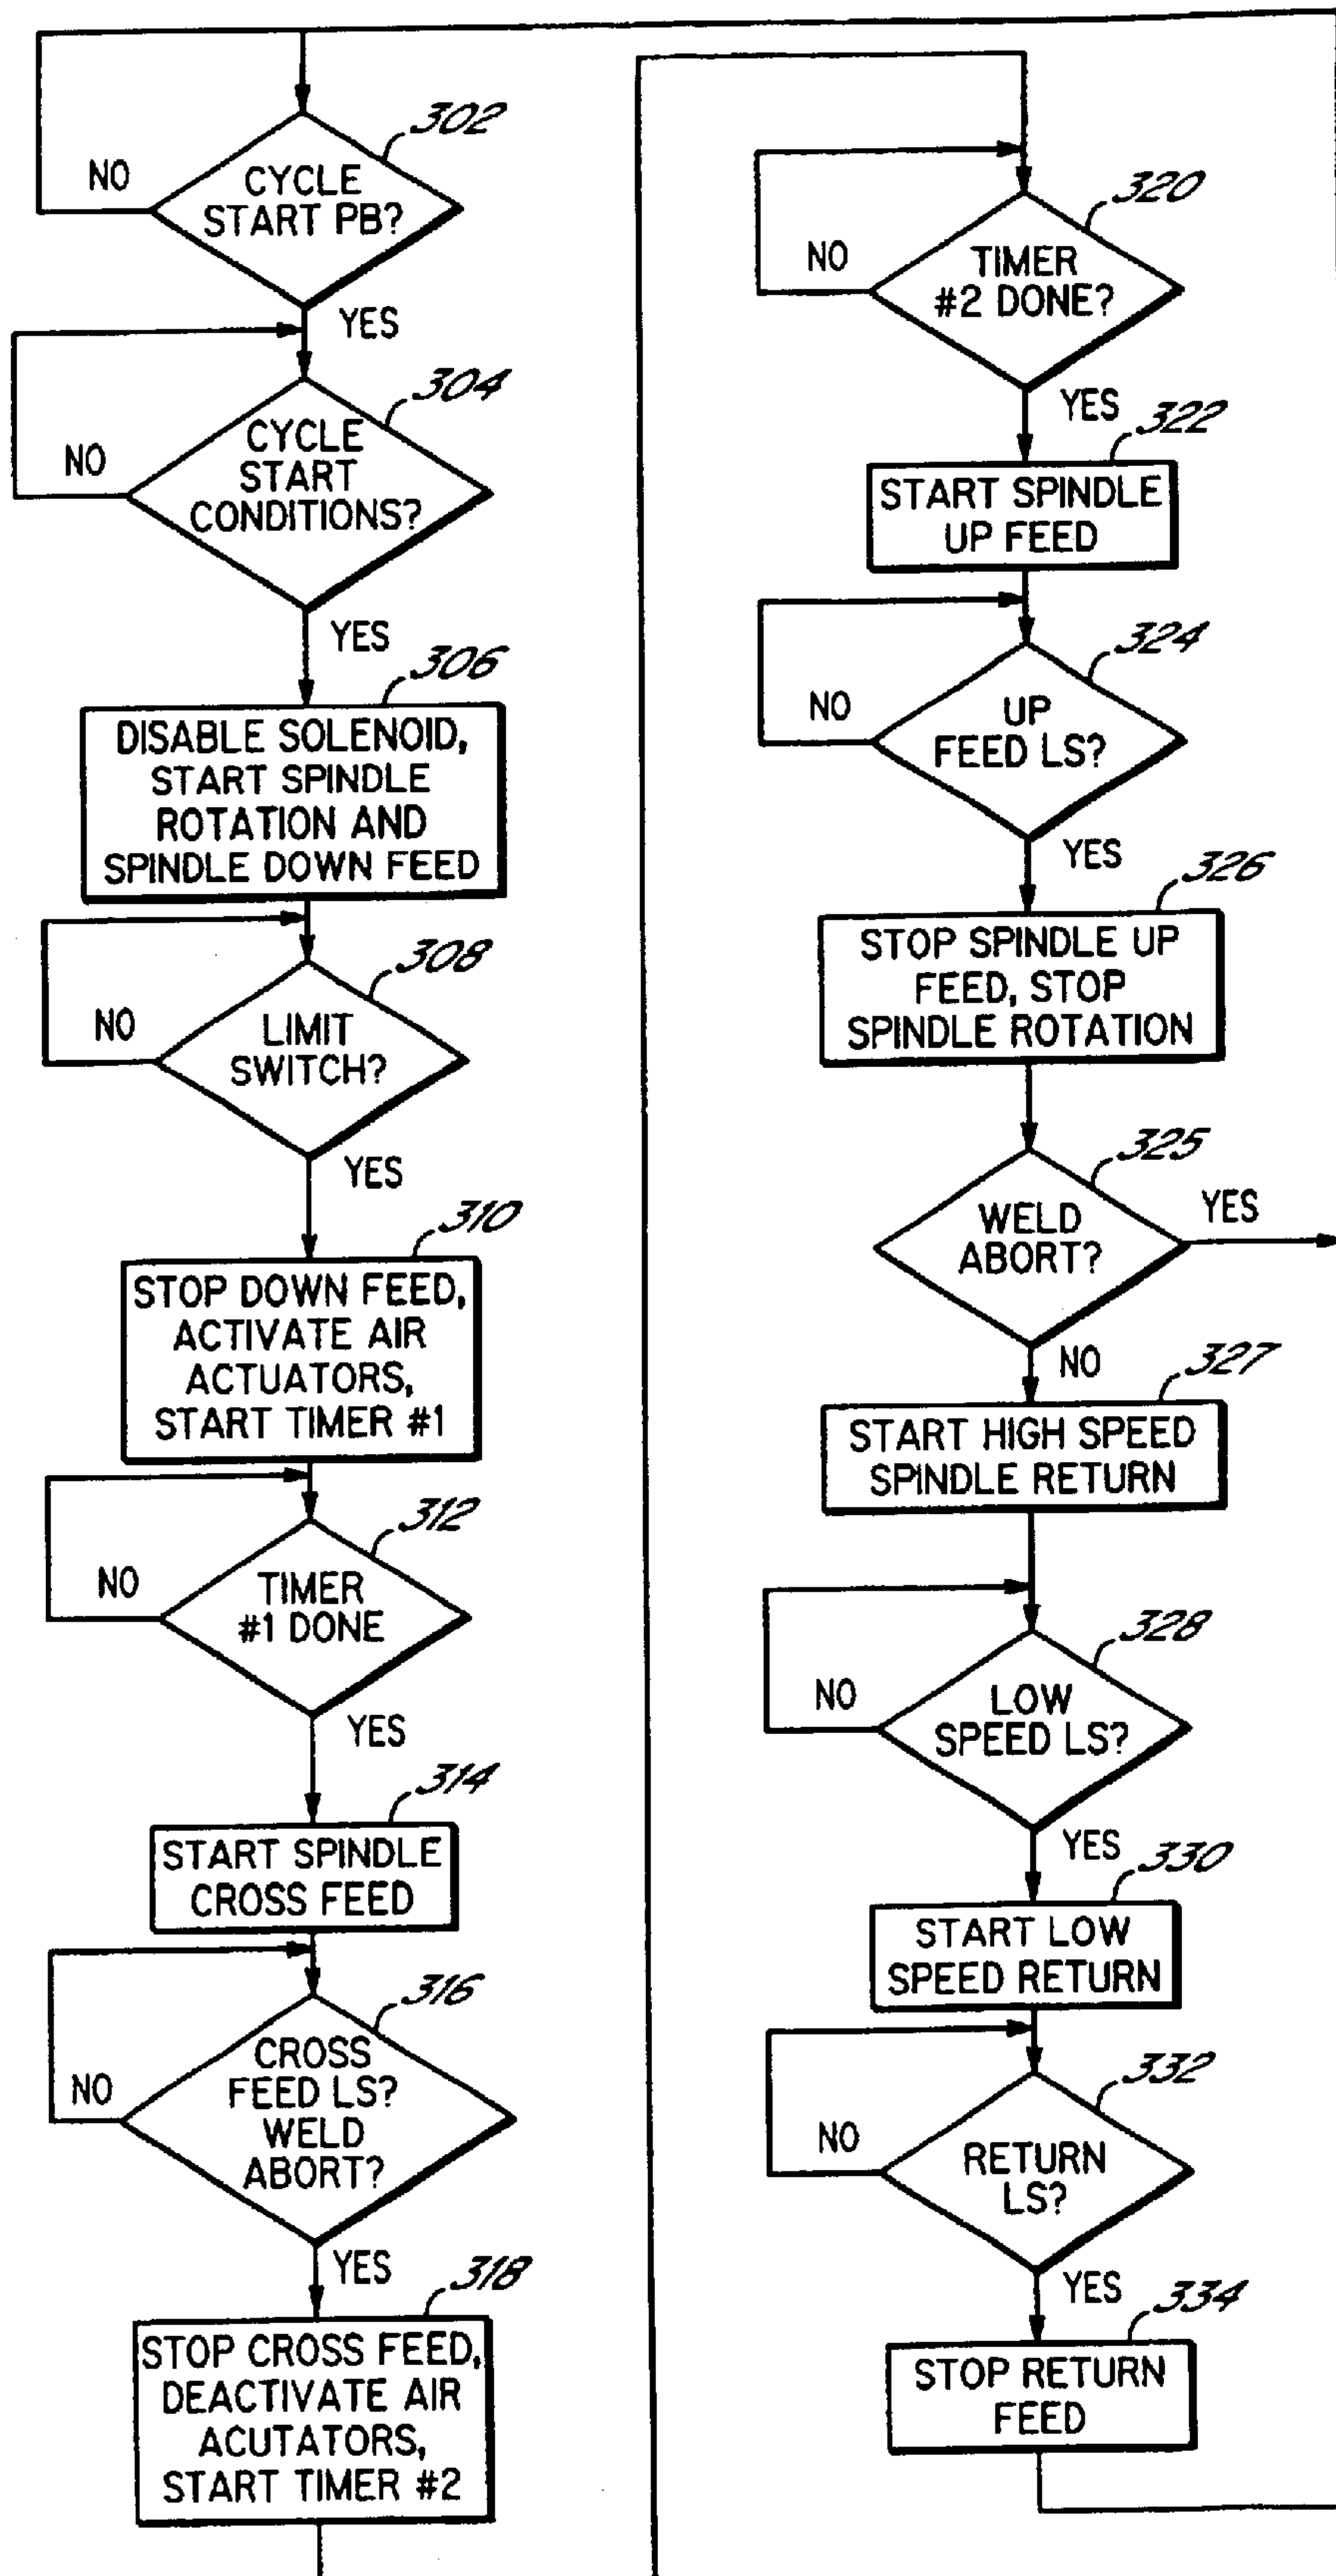 302
NO
CYCLE
START PB?
YES
304
NO
CYCLE
START
CONDITIONS?
YES
306
DISABLE SOLENOID,
START SPINDLE
ROTATION AND
SPINDLE DOWN FEED
308
NO
LIMIT
SWITCH?
YES
310
STOP DOWN FEED,
ACTIVATE AIR
ACTUATORS,
START TIMER #1
312
NO
TIMER
#1 DONE
YES
314
START SPINDLE
CROSS FEED
316
NO
CROSS
FEED LS?
WELD
ABORT?
YES
318
STOP CROSS FEED,
DEACTIVATE AIR
ACUTATORS,
START TIMER #2
320
NO
TIMER
#2 DONE?
YES
322
START SPINDLE
UP FEED
324
NO
UP
FEED LS?
YES
326
STOP SPINDLE UP
FEED, STOP
SPINDLE ROTATION
325
WELD
ABORT?
YES
NO
327
START HIGH SPEED
SPINDLE RETURN
328
NO
LOW
SPEED LS?
YES
330
START LOW
SPEED RETURN
332
NO
RETURN
LS?
YES
334
STOP RETURN
FEED